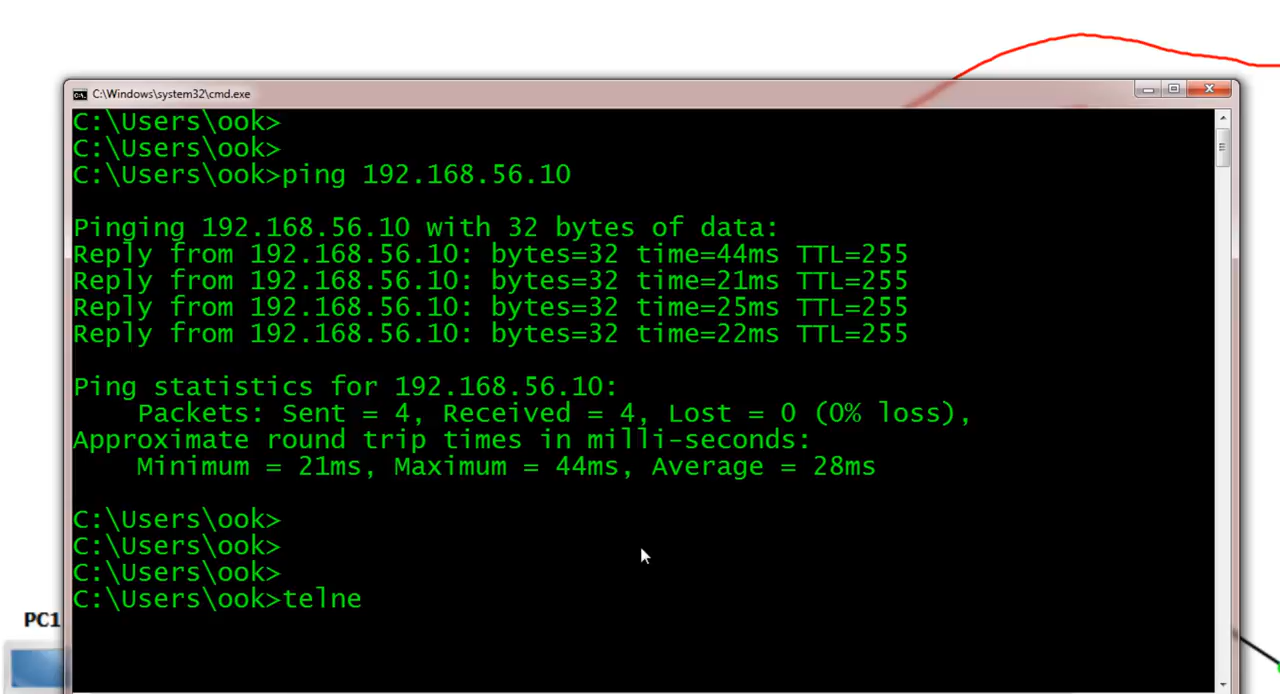 C:\Windows\system32\cmd.exe
C:\Users\ook>
C:\Users\ook>
C:\Users\ook>ping 192.168.56.10
Pinging 192.168.56.10 with 32 bytes of data:
Reply from 192.168.56.10: bytes=32 time=44ms TTL=255
Reply from 192.168.56.10: bytes=32 time=21ms TTL=255
Reply from 192.168.56.10: bytes=32 time=25ms TTL=255
Reply from 192.168.56.10: bytes=32 time=22ms TTL=255
Ping statistics for 192.168.56.10:
Packets: Sent = 4, Received = 4, Lost = 0 (0% loss),
Approximate round trip times in milli-seconds:
Minimum = 21ms, Maximum = 44ms, Average = 28ms
C:\Users\ook>
C:\Users\ook>
C:\Users\ook>
C:\Users\ook>telne
PC1